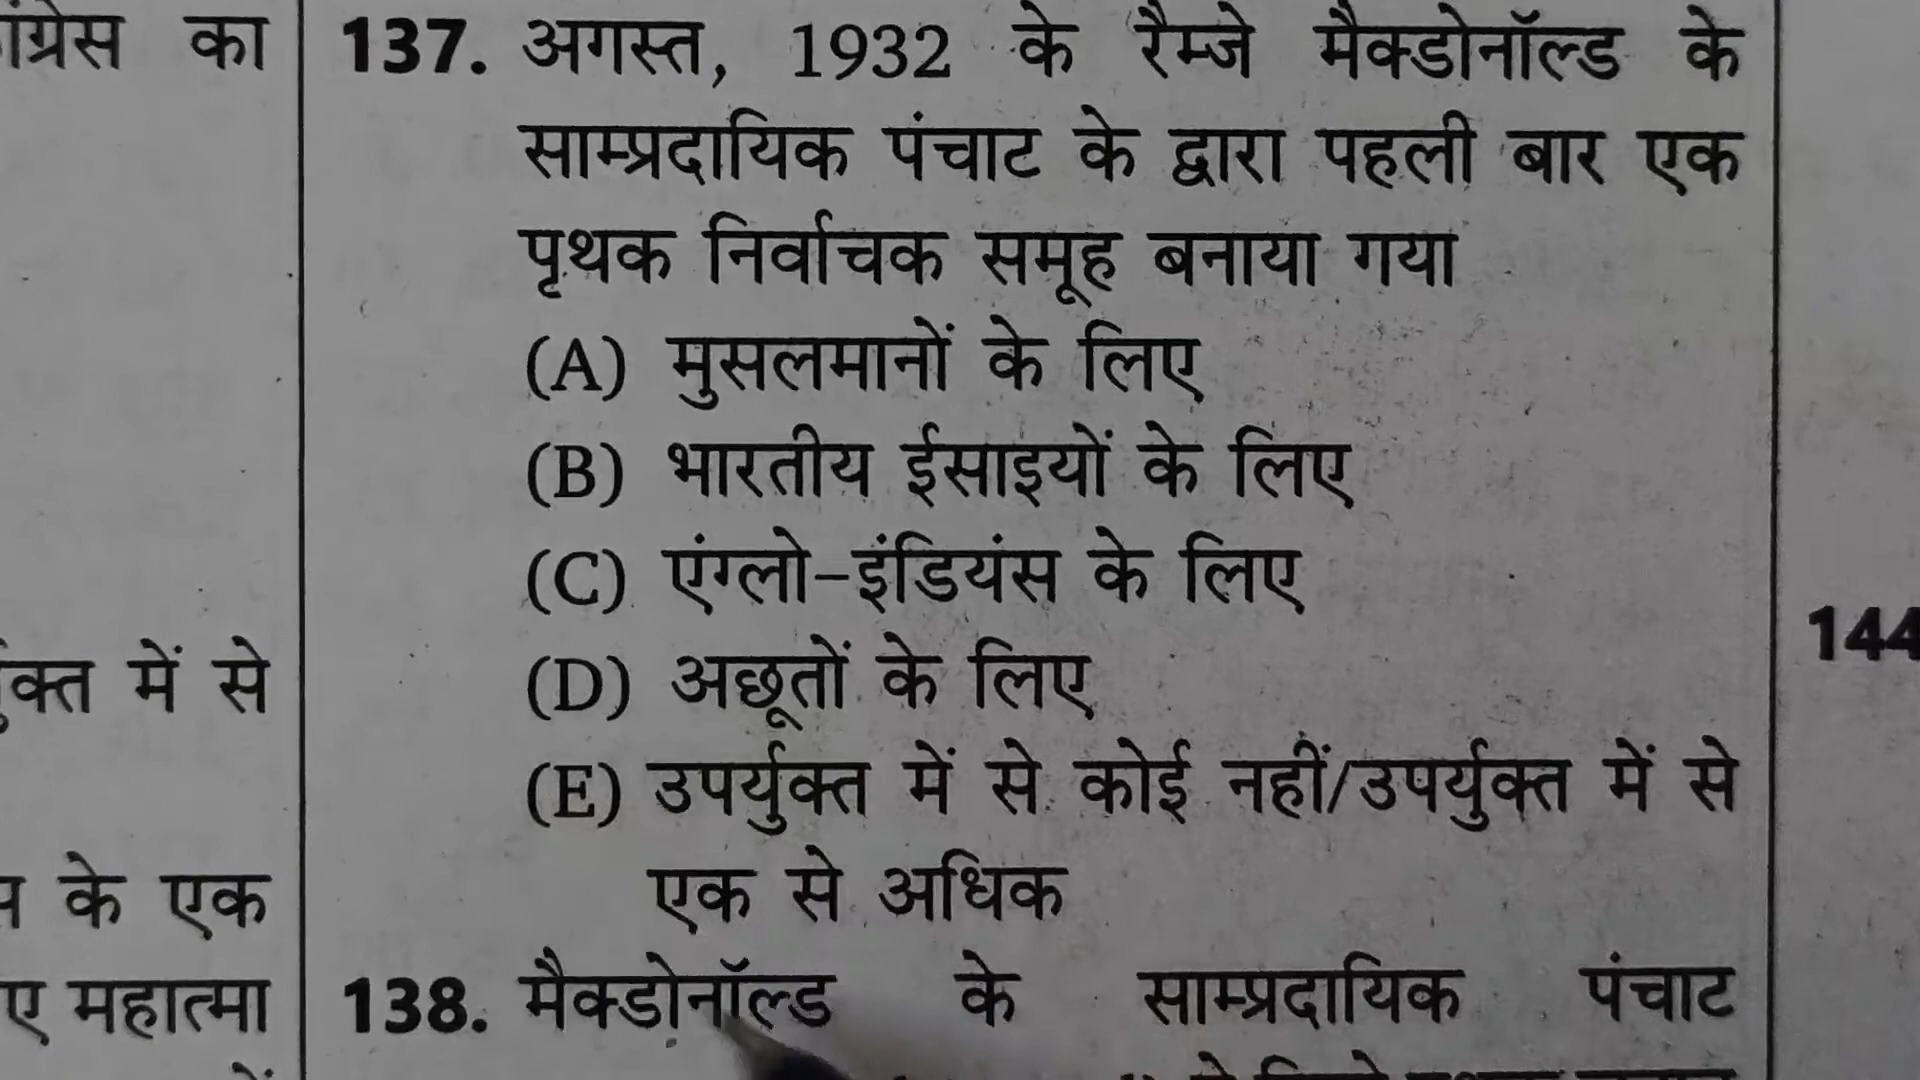 का
137. अगस्त, 1932 के रैम्जे मैक्डोनॉल्ड के
साम्प्रदायिक पंचाट के द्वारा पहली बार एक
पृथक निर्वाचक समूह बनाया गया
(A) मुसलमानों के लिए
(B) भारतीय ईसाइयों के लिए
(C) एंग्लो-इंडियंस के लिए
(D) अछूतों के लिए
(E) उपर्युक्त में से कोई नहीं/उपर्युक्त में से
एक से अधिक
138. मैक्डोनॉल्ड के साम्प्रदायिक पंचाट
में से
के एक
महात्मा
144